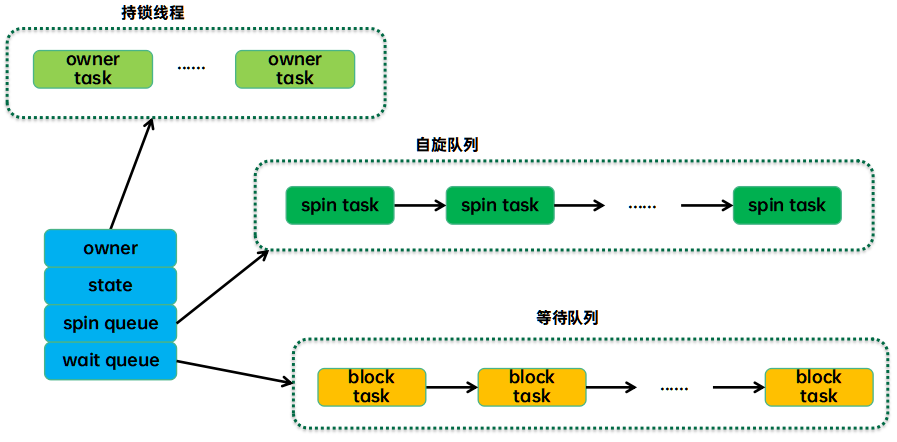 持锁线程
owner
task
......
owner
task
自旋队列
spin task
spin task
......
spin task
owner
state
spin queue
wait queue
等待队列
block
task
block
task
......
block
task